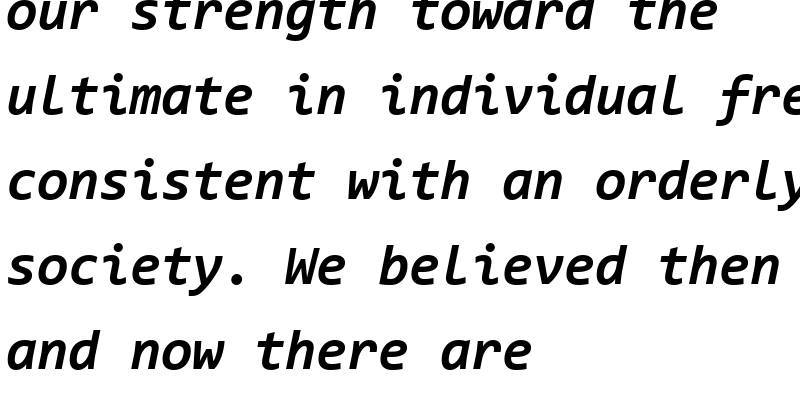 our strength toward the
ultimate in individual fre
consistent with an orderly
society. We believed then
and now there are